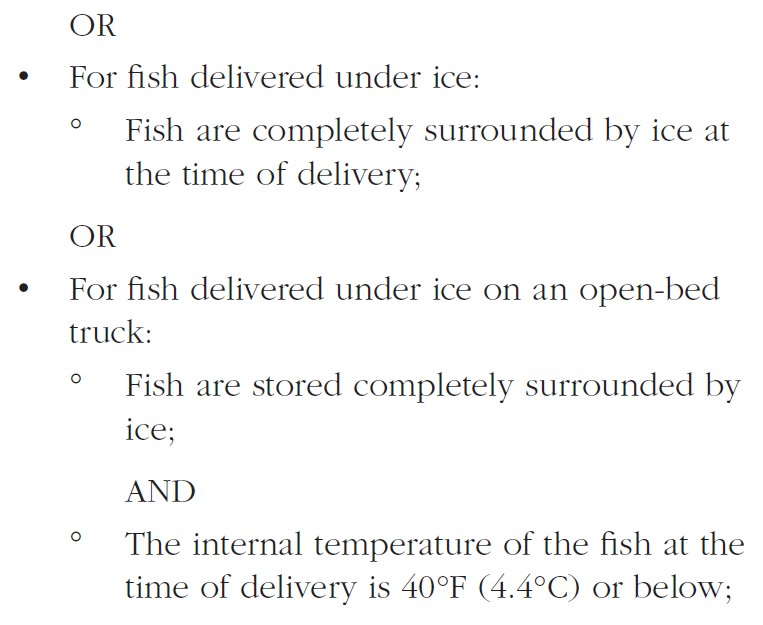 OR
• For fish delivered under ice:
° Fish are completely surrounded by ice at
the time of delivery;
OR
• For fish delivered under ice on an open-bed
truck:
° Fish are stored completely surrounded by
ice;
AND
° The internal temperature of the fish at the
time of delivery is 40°F (4.4°C) or below;